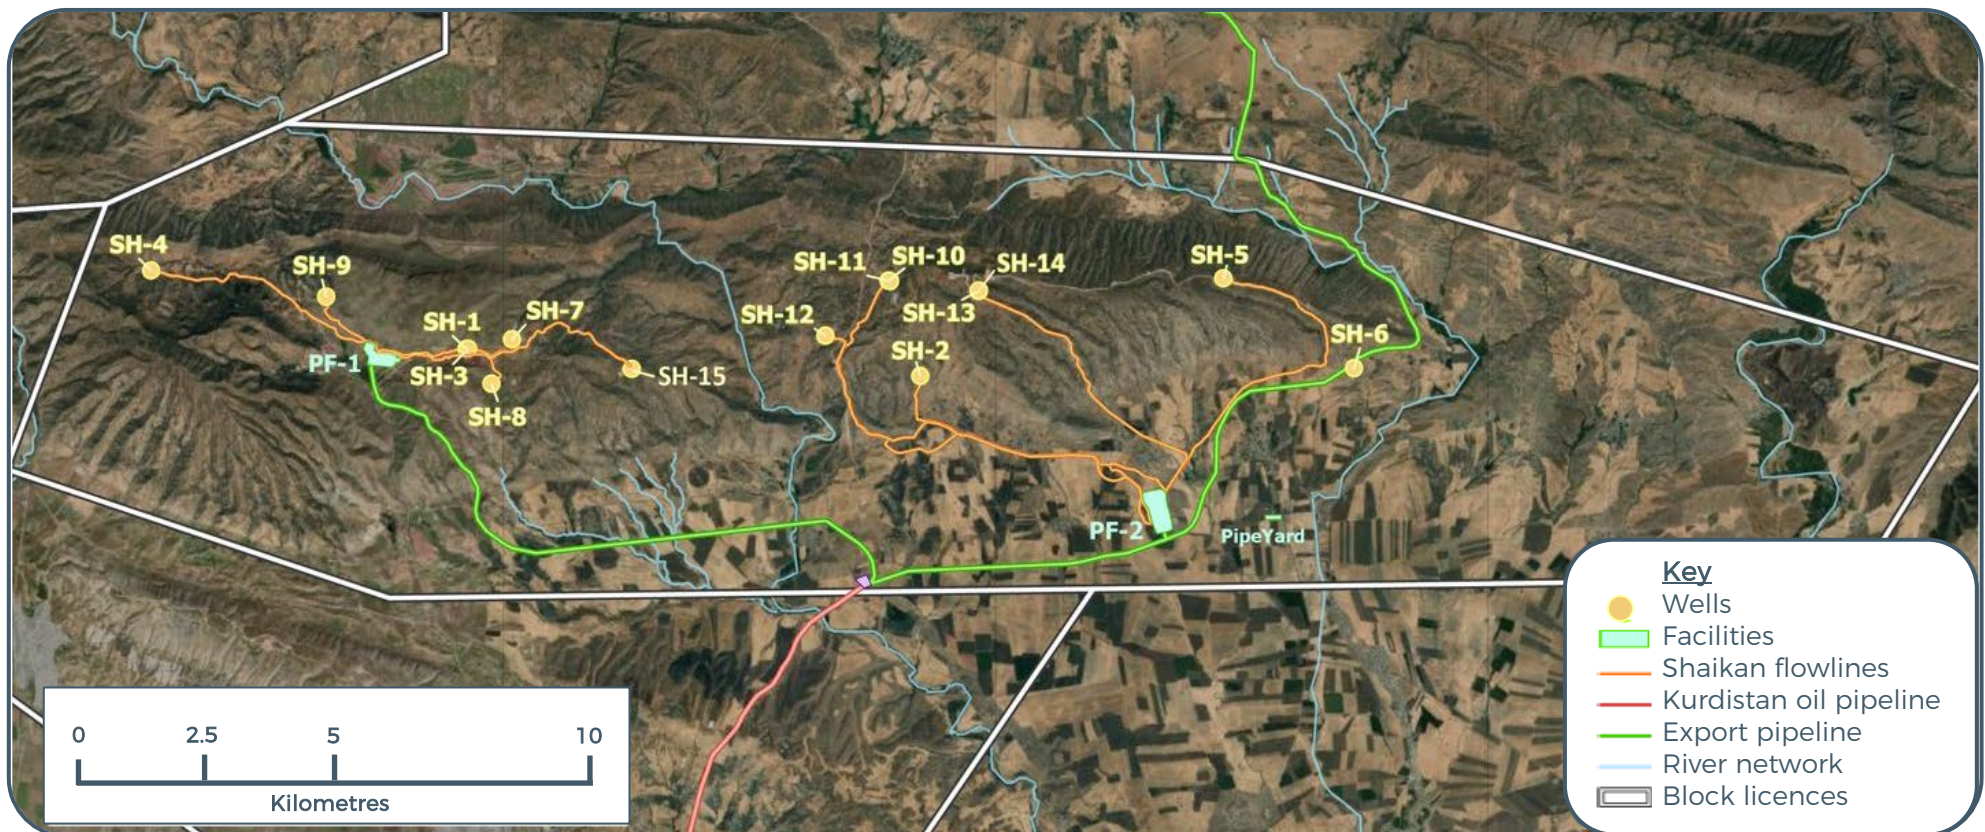 SH-4
SH-9
SH-1
SH-7
PF-1
SH-3
SH-15
SH-8
SH-11
SH-10
SH-14
SH-5
SH-12
SH-13
SH-2
SH-6
PF-2
PipeYard
0 2.5 5 10
Kilometres
Key
Wells
Facilities
Shaikan flowlines
Kurdistan oil pipeline
Export pipeline
River network
Block licences